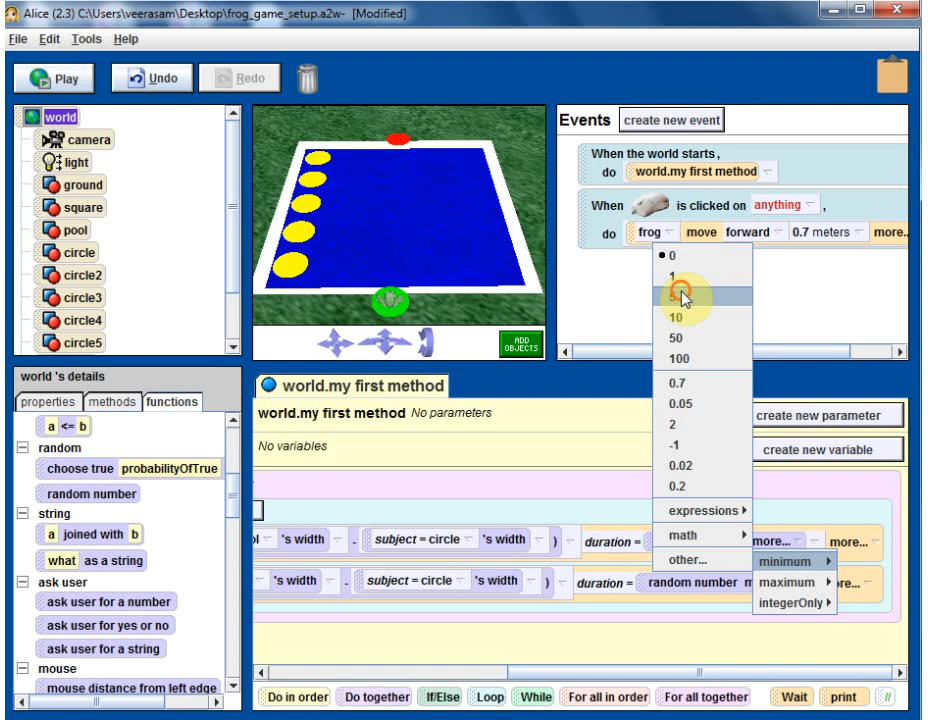 Alice (2.3) C:\Users\veerasam\Desktop\frog_game_setup.a2w- [Modified]
File Edit Tools Help
Play Undo Redo
world
camera
light
ground
square
pool
circle
circle2
circle3
circle4
circle5
ADD
OBJECTS
Events create new event
When the world starts,
do world.my first method
When is clicked on anything ,
do frog move forward 0.7 meters more..
0
1
5
10
50
100
0.7
0.05
2
-1
0.02
0.2
expressions
math
other...
minimum
maximum
integerOnly
world 's details
properties methods functions
a <= b
random
choose true probabilityOfTrue
random number
string
a joined with b
what as a string
ask user
ask user for a number
ask user for yes or no
ask user for a string
mouse
mouse distance from left edge
world.my first method
world.my first method No parameters create new parameter
No variables create new variable
's width - subject = circle 's width ) duration = more... more...
's width - subject = circle 's width ) duration = random number
Do in order Do together If/Else Loop While For all in order For all together Wait print //